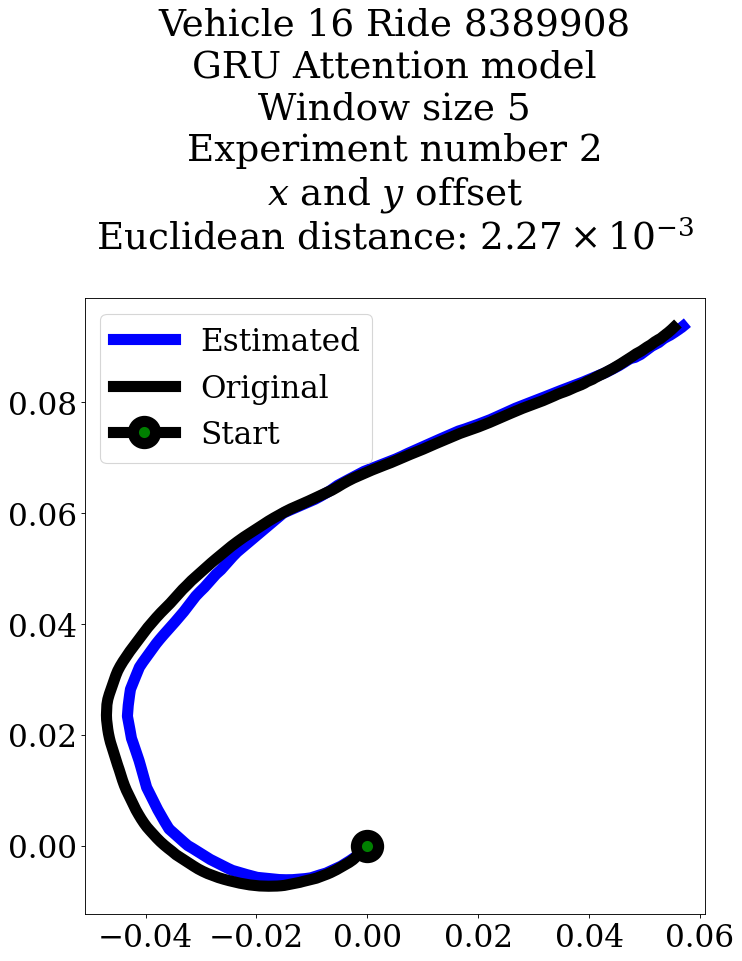 Vehicle 16 Ride 8389908
GRU Attention model
Window size 5
Experiment number 2
x and y offset
Euclidean distance: 2.27 × 10⁻³
Estimated
Original
Start
0.08
0.06
0.04
0.02
0.00
−0.04 −0.02 0.00 0.02 0.04 0.06